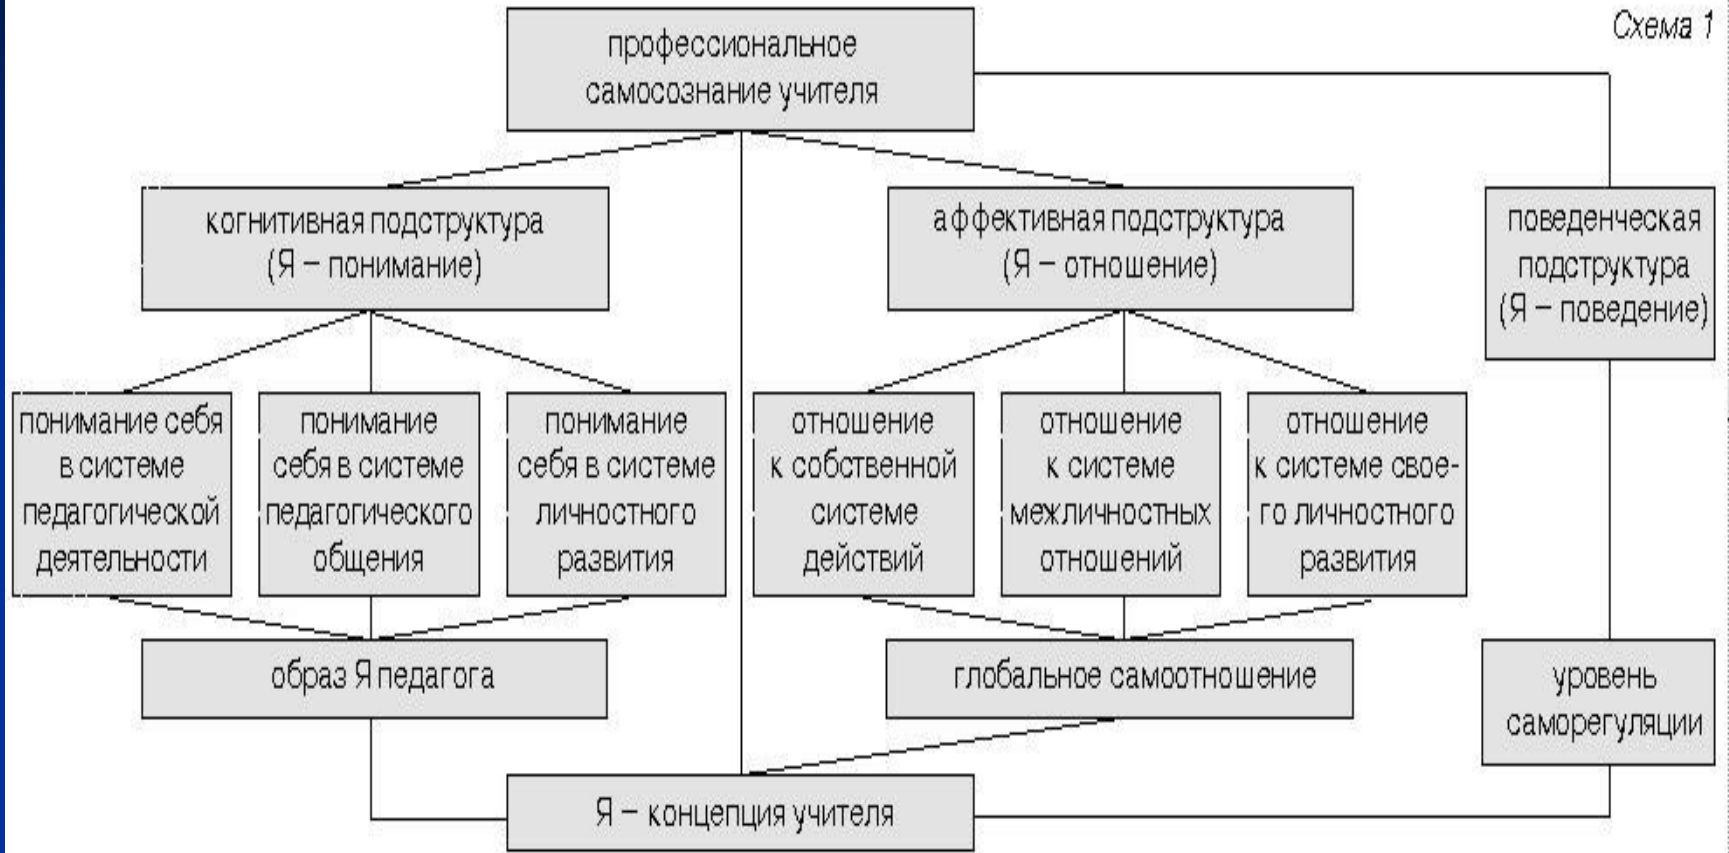 Схема 1
профессиональное
самосознание учителя
когнитивная подструктура
(Я – понимание)
аффективная подструктура
(Я – отношение)
поведенческая
подструктура
(Я – поведение)
понимание себя
в системе
педагогической
деятельности
понимание
себя в системе
педагогического
общения
понимание
себя в системе
личностного
развития
отношение
к собственной
системе
действий
отношение
к системе
межличностных
отношений
отношение
к системе свое-
го личностного
развития
образ Я педагога
глобальное самоотношение
уровень
саморегуляции
Я – концепция учителя